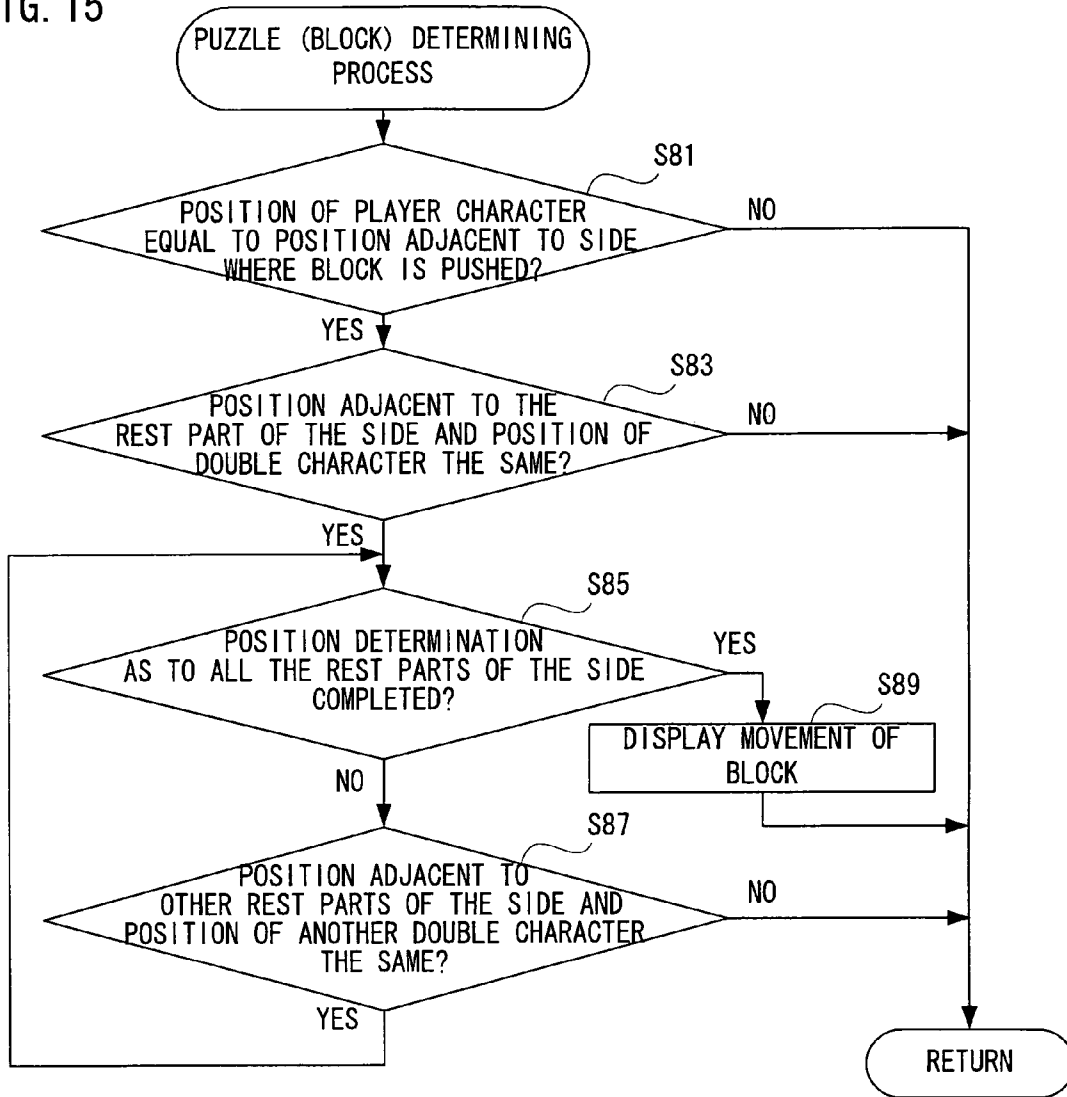 FIG. 15
PUZZLE (BLOCK) DETERMINING
PROCESS
S81
POSITION OF PLAYER CHARACTER
EQUAL TO POSITION ADJACENT TO SIDE
WHERE BLOCK IS PUSHED?
NO
YES
S83
POSITION ADJACENT TO THE
REST PART OF THE SIDE AND POSITION OF
DOUBLE CHARACTER THE SAME?
NO
YES
S85
POSITION DETERMINATION
AS TO ALL THE REST PARTS OF THE SIDE
COMPLETED?
YES
S89
DISPLAY MOVEMENT OF
BLOCK
NO
S87
POSITION ADJACENT TO
OTHER REST PARTS OF THE SIDE AND
POSITION OF ANOTHER DOUBLE CHARACTER
THE SAME?
NO
YES
RETURN